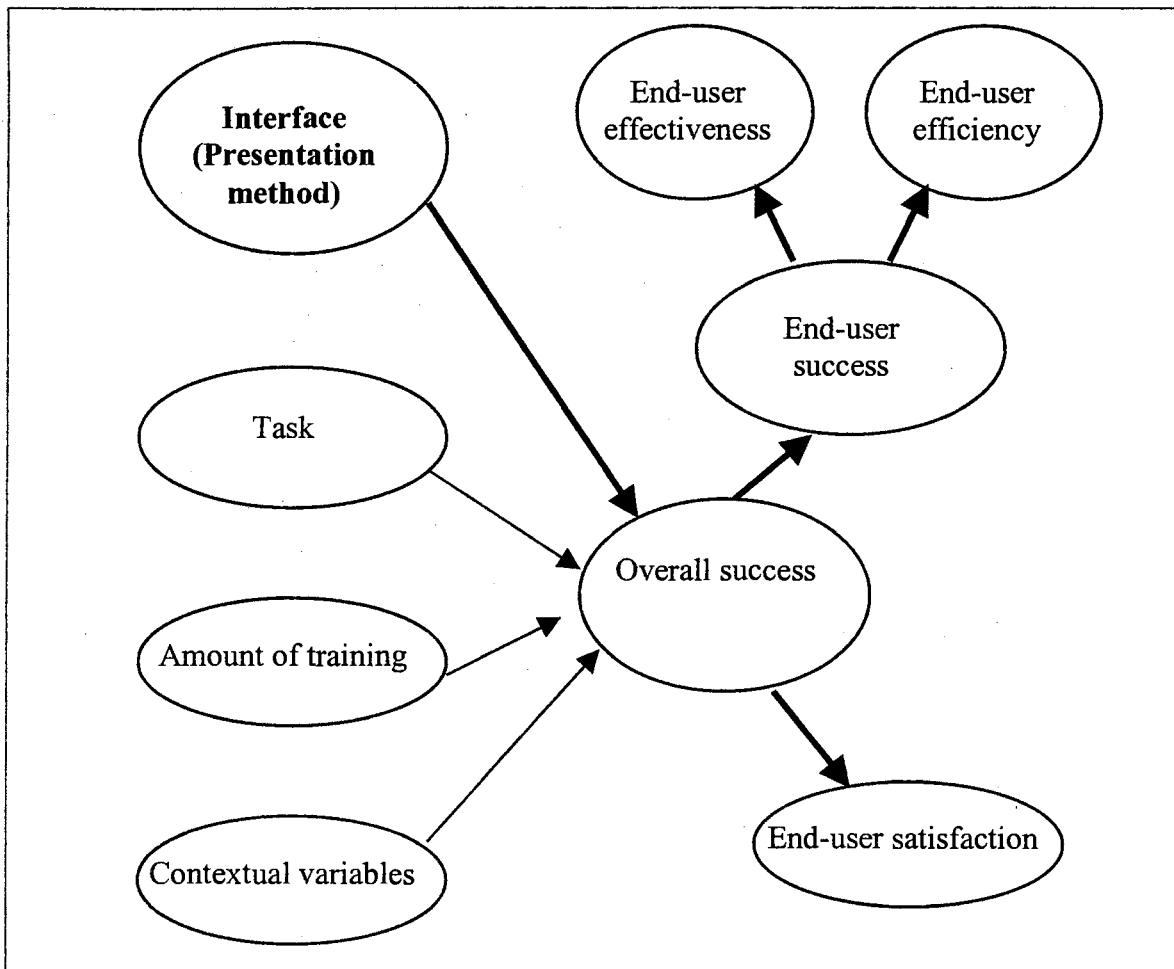 Interface
(Presentation
method)
End-user
effectiveness
End-user
efficiency
End-user
success
Task
Overall success
Amount of training
End-user satisfaction
Contextual variables